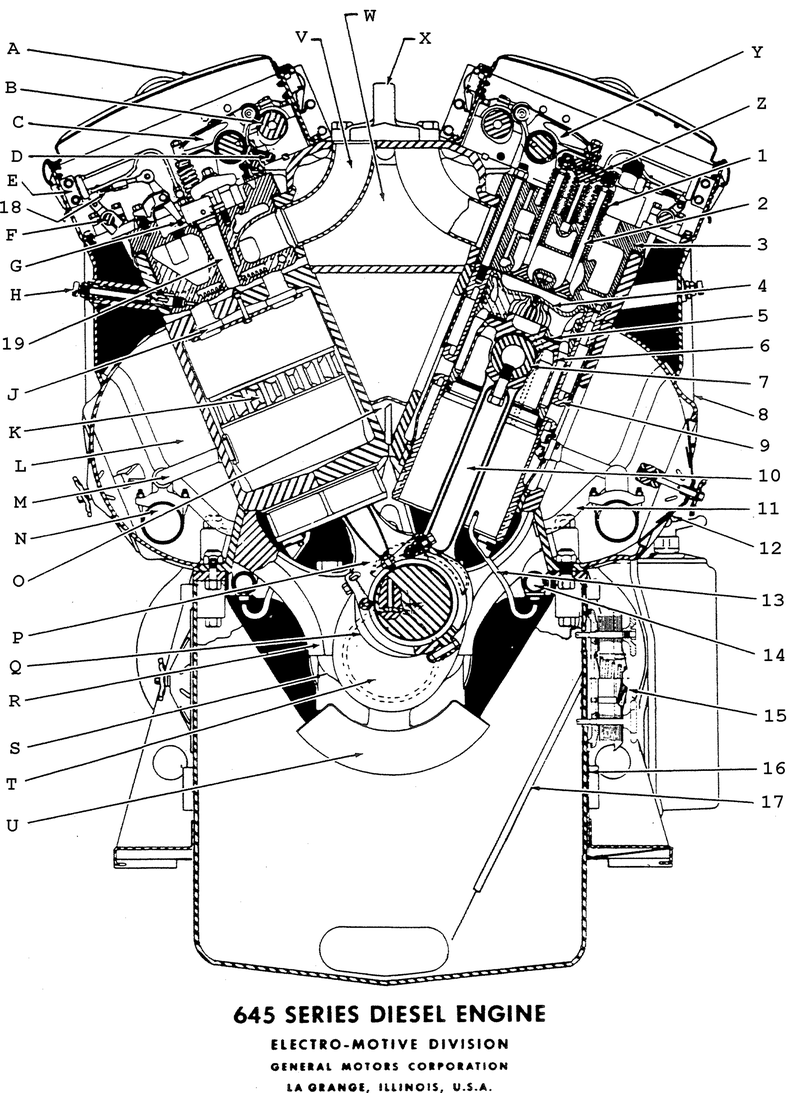 W
V
X
A
Y
B
Z
C
1
D
2
E
18
3
F
G
4
H
5
19
6
J
7
8
K
9
L
10
M
11
N
12
O
13
P
14
Q
R
15
S
16
T
17
U
645 SERIES DIESEL ENGINE
ELECTRO-MOTIVE DIVISION
GENERAL MOTORS CORPORATION
LA GRANGE, ILLINOIS, U.S.A.